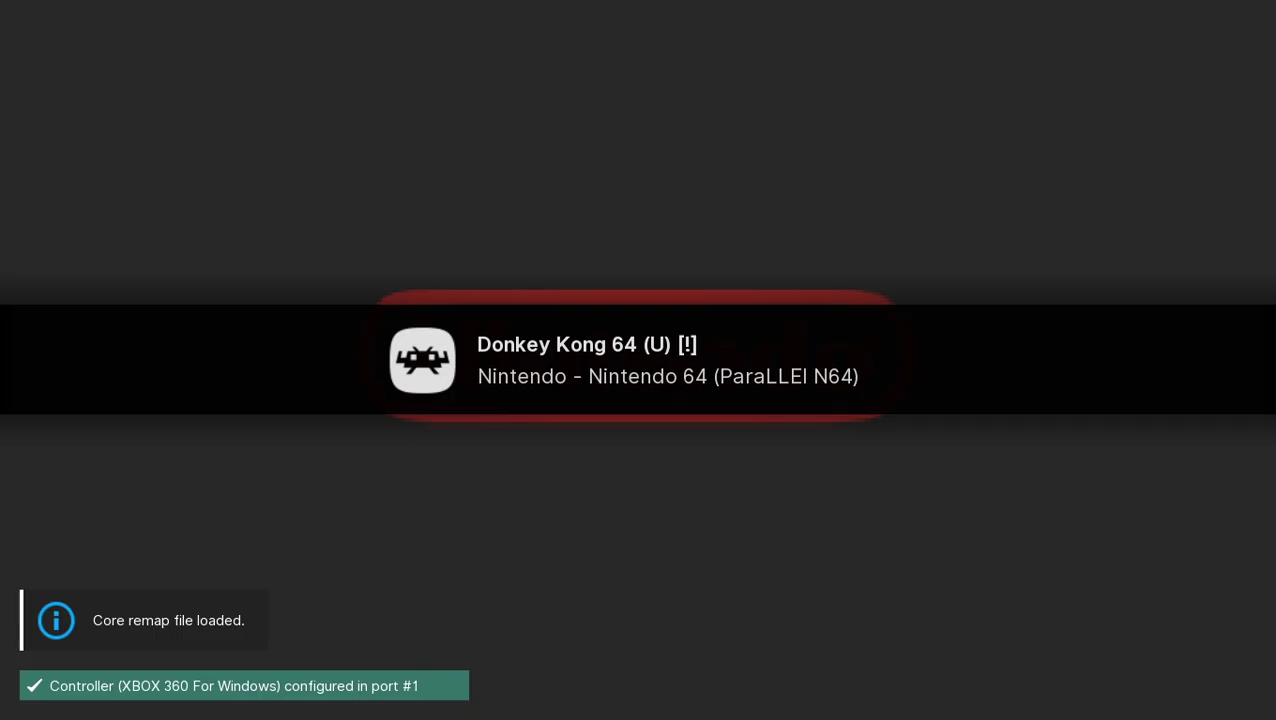 Donkey Kong 64 (U) [!]
Nintendo - Nintendo 64 (ParaLLEl N64)
Core remap file loaded.
Controller (XBOX 360 For Windows) configured in port #1